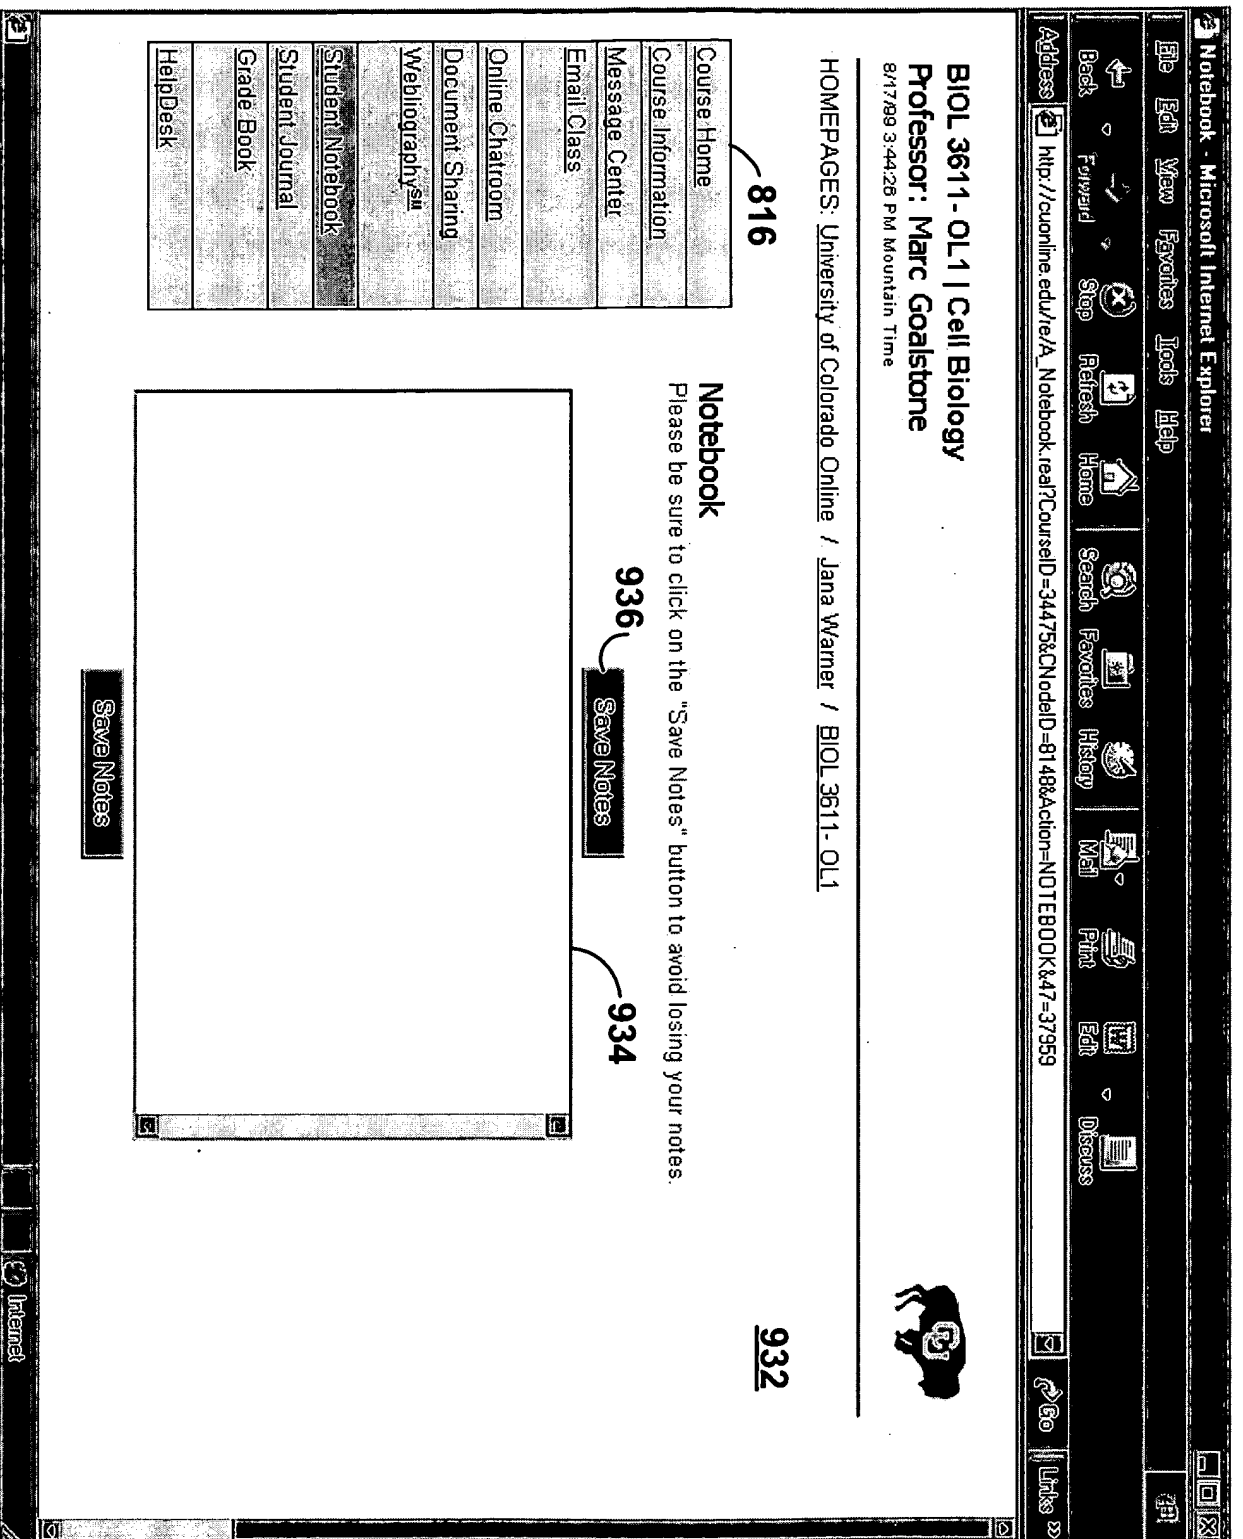 Notebook - Microsoft Internet Explorer
File Edit View Favorites Tools Help
Back Forward Stop Refresh Home Search Favorites History Mail Print Edit Discuss
Address http://cuonline.edu/re/A_Notebook.real?CourseID=34475&CNodeID=8148&Action=NOTEBOOK&47=37959 Go Links »
BIOL 3611- OL1 | Cell Biology
Professor: Marc Goalstone
8/17/99 3:44:26 PM Mountain Time
CU
HOMEPAGES: University of Colorado Online / Jana Warner / BIOL 3611- OL1
932
816
Course Home
Course Information
Message Center
Email Class
Online Chatroom
Document Sharing
Webliography℠
Student Notebook
Student Journal
Grade Book
HelpDesk
Notebook
Please be sure to click on the "Save Notes" button to avoid losing your notes.
936
Save Notes
934
Save Notes
Internet